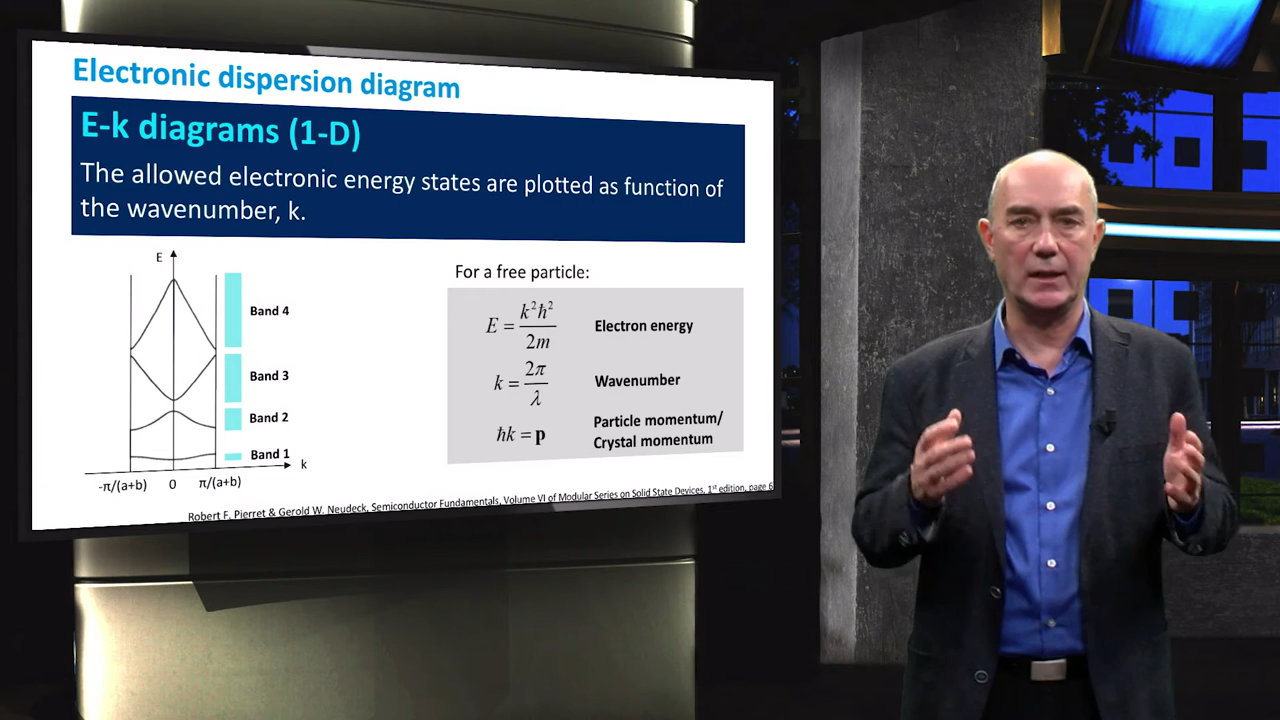 Electronic dispersion diagram
E-k diagrams (1-D)
The allowed electronic energy states are plotted as function of
the wavenumber, k.
E
Band 4
Band 3
Band 2
Band 1
k
-π/(a+b) 0 π/(a+b)
For a free particle:
E = k²ħ²/2m Electron energy
k = 2π/λ Wavenumber
ħk = p Particle momentum/
Crystal momentum
Robert F. Pierret & Gerold W. Neudeck, Semiconductor Fundamentals, Volume VI of Modular Series on Solid State Devices, 1st edition, page 6